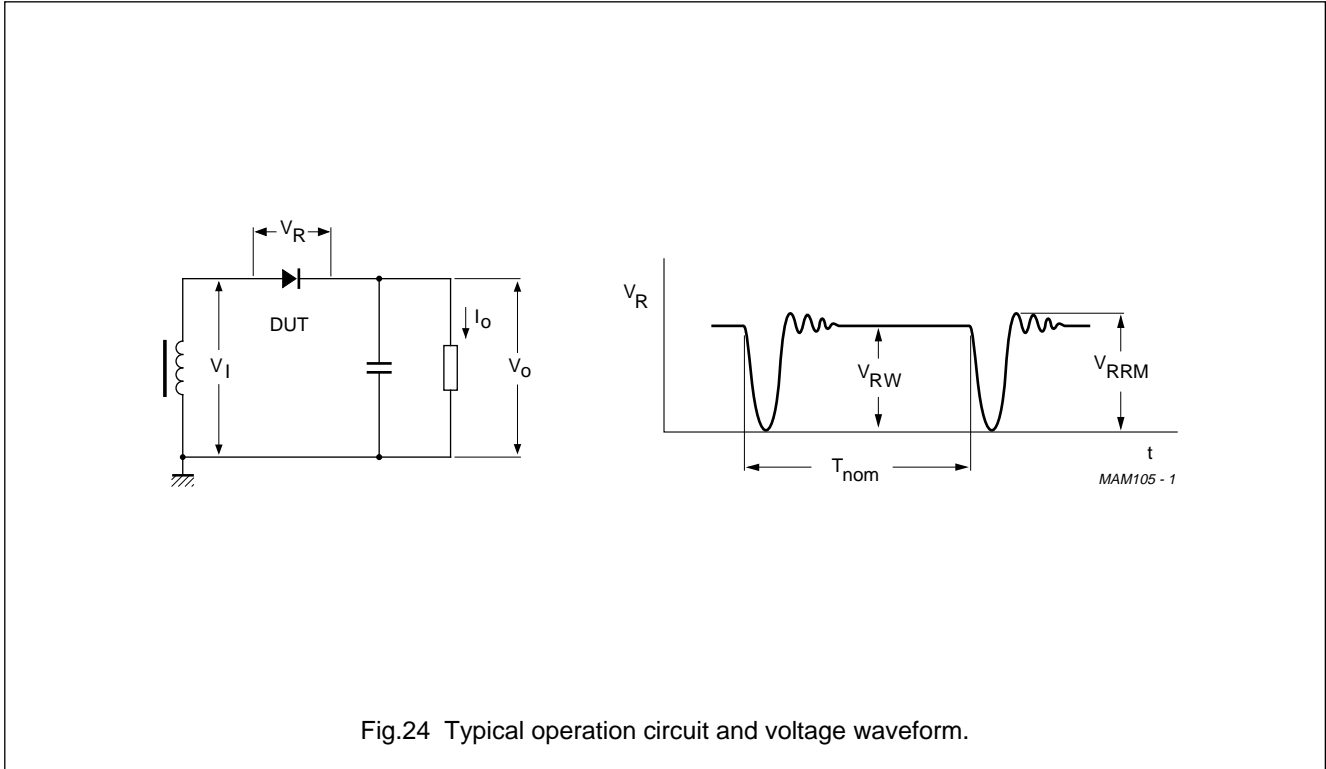 V_R
DUT
V_I
I_o
V_o
V_R
V_RW
V_RRM
T_nom
t
MAM105 - 1
Fig.24 Typical operation circuit and voltage waveform.